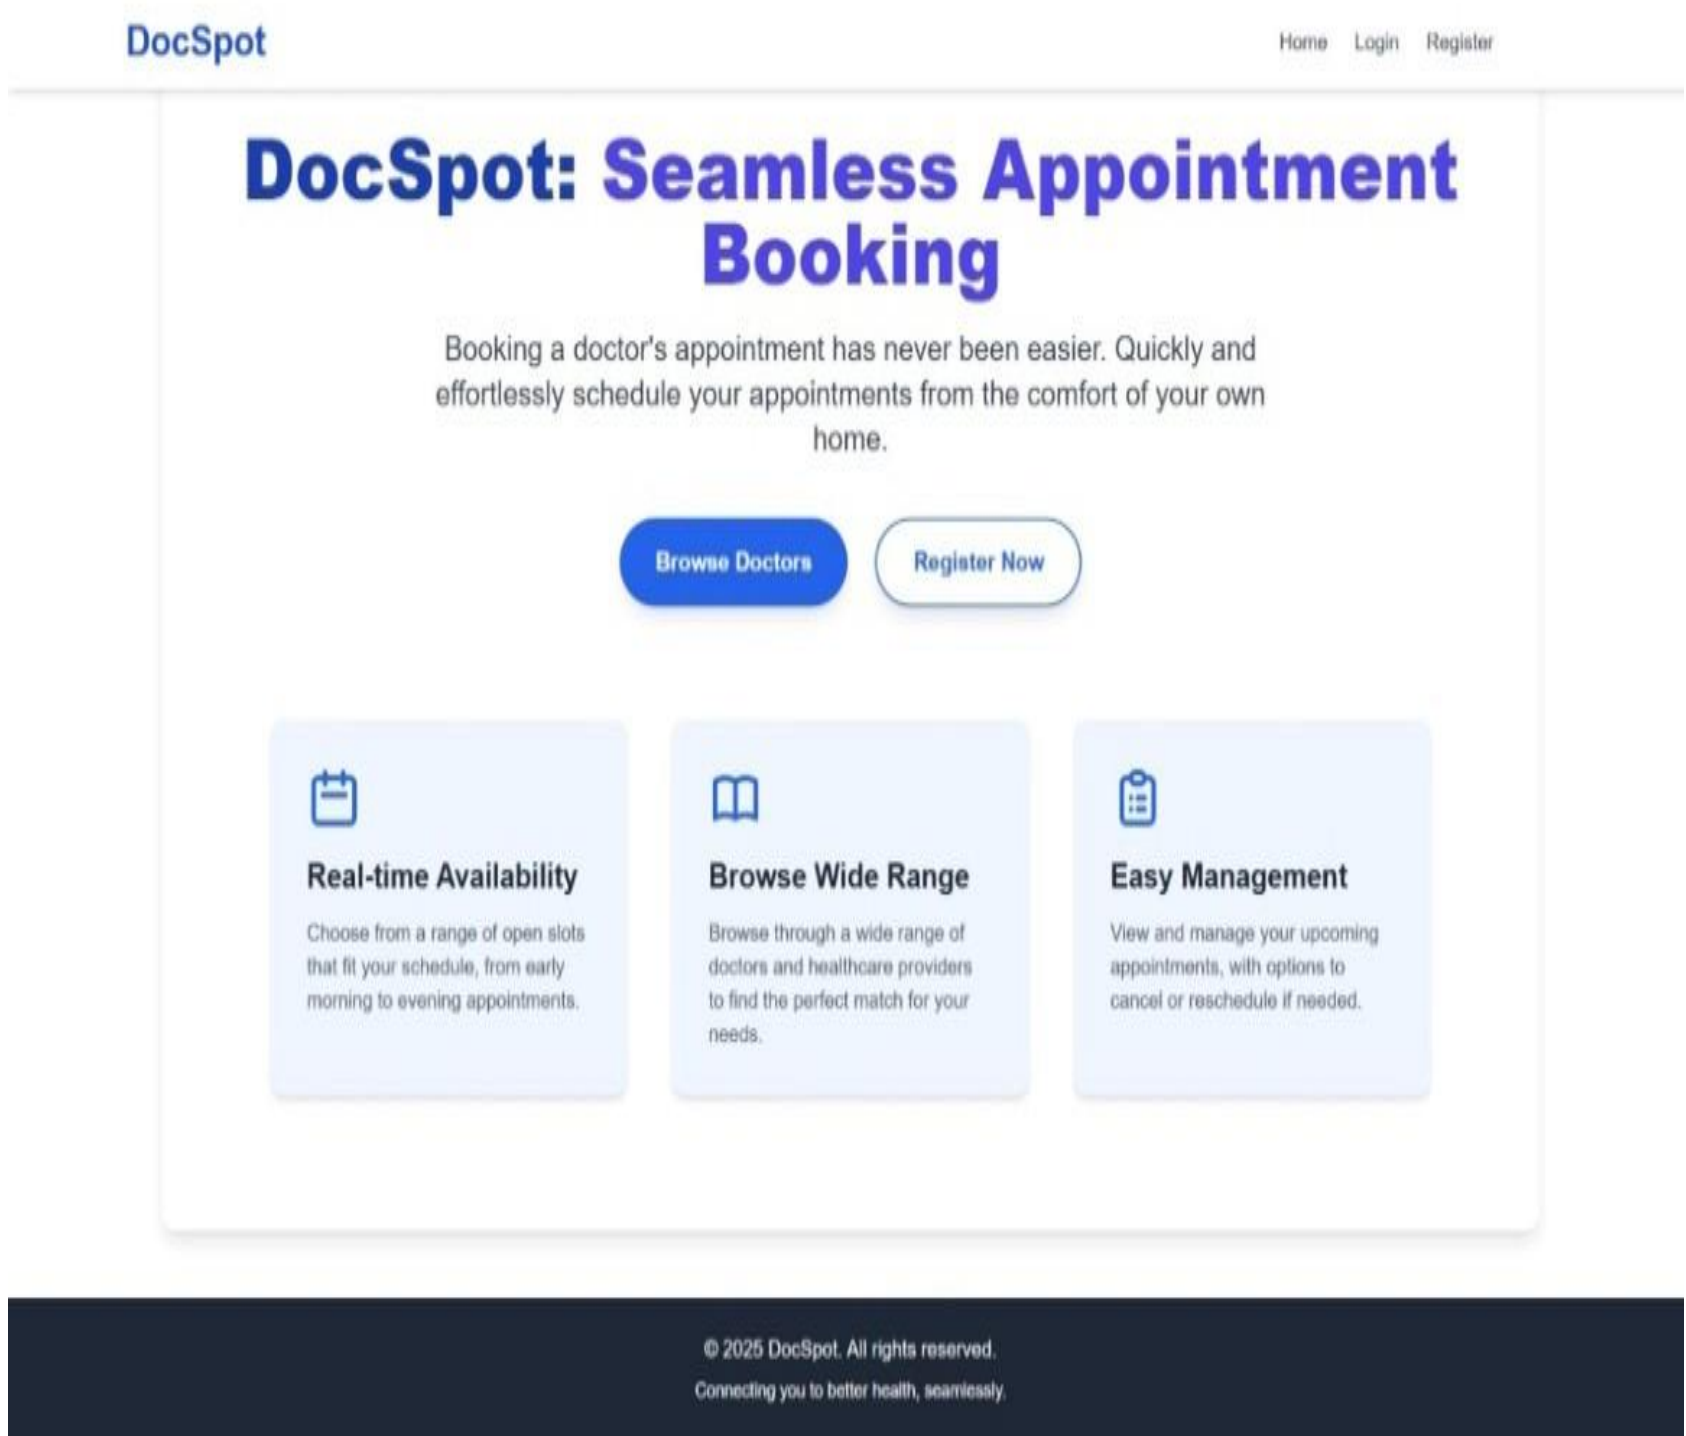 DocSpot
Home Login Register
DocSpot: Seamless Appointment
Booking
Booking a doctor's appointment has never been easier. Quickly and
effortlessly schedule your appointments from the comfort of your own
home.
Browse Doctors
Register Now
Real-time Availability
Choose from a range of open slots
that fit your schedule, from early
morning to evening appointments.
Browse Wide Range
Browse through a wide range of
doctors and healthcare providers
to find the perfect match for your
needs.
Easy Management
View and manage your upcoming
appointments, with options to
cancel or reschedule if needed.
© 2025 DocSpot. All rights reserved.
Connecting you to better health, seamlessly.